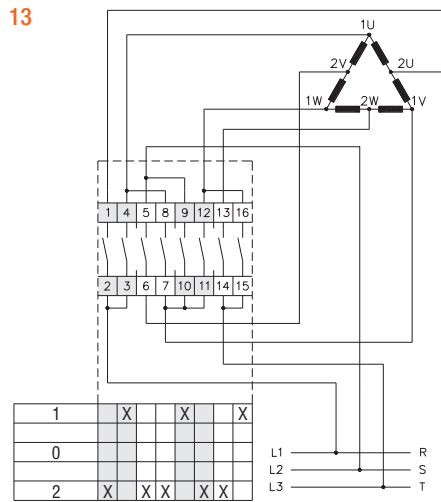 13
1U
2V 2U
1W 2W 1V
1 4 5 8 9 12 13 16
2 3 6 7 10 11 14 15
1 X X X
0
2 X X X X X
L1 R
L2 S
L3 T